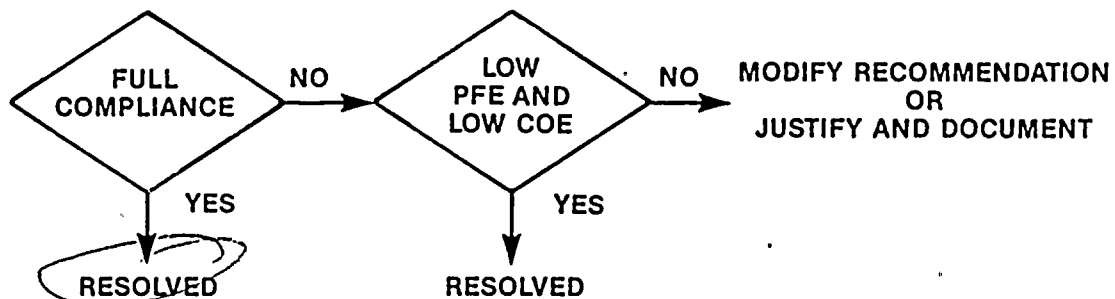 FULL
COMPLIANCE
NO
LOW
PFE AND
LOW COE
NO
MODIFY RECOMMENDATION
OR
JUSTIFY AND DOCUMENT
YES
YES
RESOLVED
RESOLVED